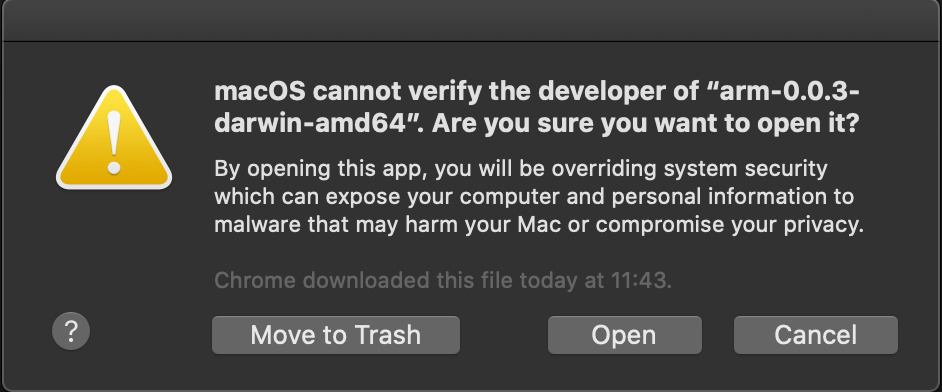 macOS cannot verify the developer of “arm-0.0.3-
darwin-amd64”. Are you sure you want to open it?
By opening this app, you will be overriding system security
which can expose your computer and personal information to
malware that may harm your Mac or compromise your privacy.
Chrome downloaded this file today at 11:43.
?
Move to Trash
Open
Cancel